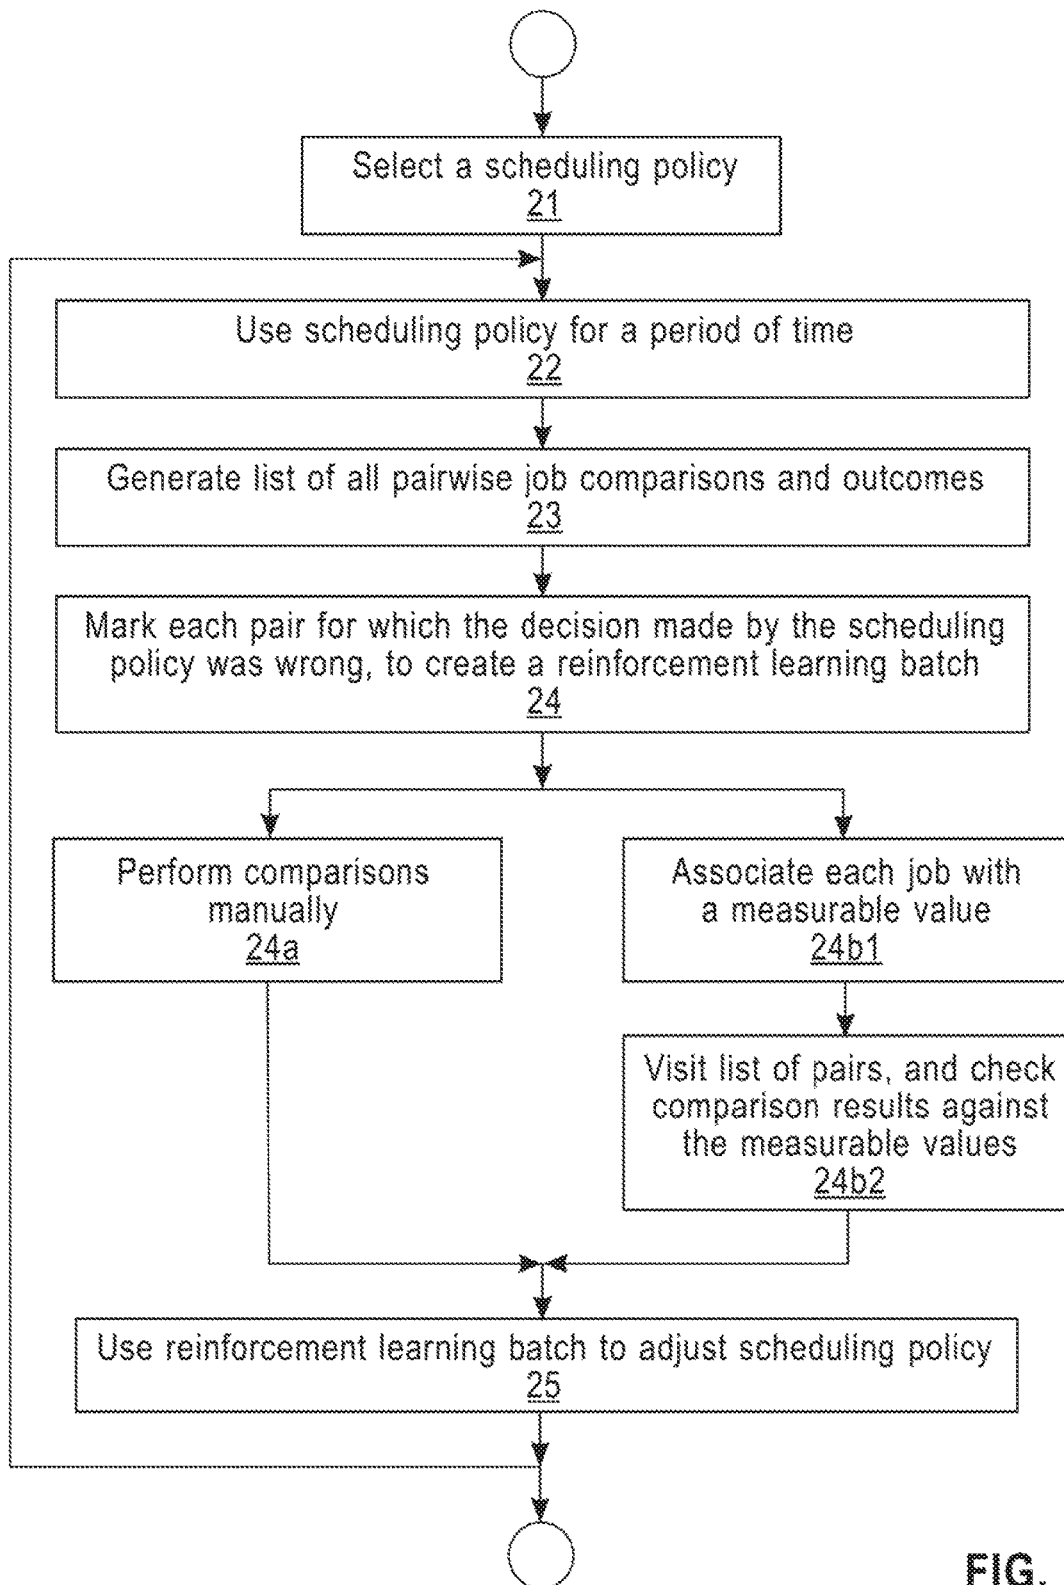 Select a scheduling policy
21
Use scheduling policy for a period of time
22
Generate list of all pairwise job comparisons and outcomes
23
Mark each pair for which the decision made by the scheduling
policy was wrong, to create a reinforcement learning batch
24
Perform comparisons
manually
24a
Associate each job with
a measurable value
24b1
Visit list of pairs, and check
comparison results against
the measurable values
24b2
Use reinforcement learning batch to adjust scheduling policy
25
FIG.